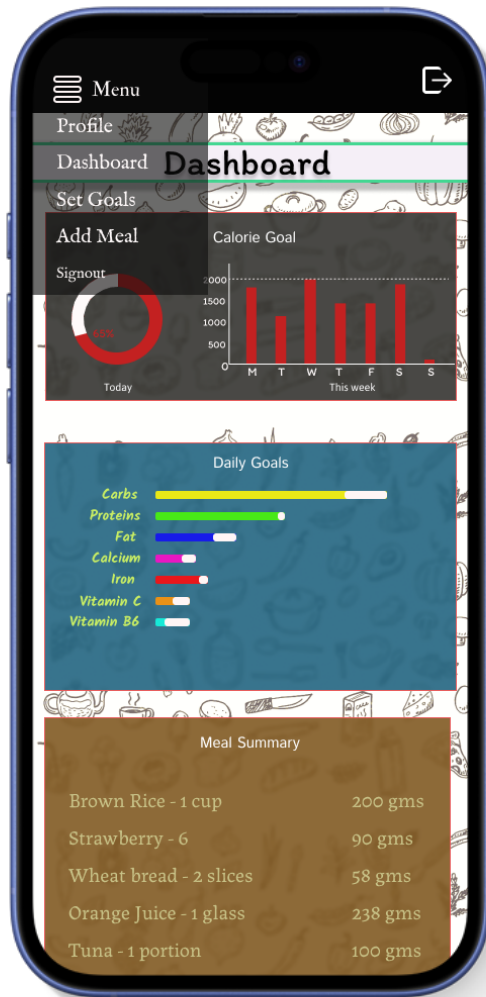 Menu
Profile
Dashboard Dashboard
Set Goals
Add Meal
Calorie Goal
Signout
2000
1500
1000
500
0
65%
M T W T F S S
Today
This week
Daily Goals
Carbs
Proteins
Fat
Calcium
Iron
Vitamin C
Vitamin B6
Meal Summary
Brown Rice - 1 cup 200 gms
Strawberry - 6 90 gms
Wheat bread - 2 slices 58 gms
Orange Juice - 1 glass 238 gms
Tuna - 1 portion 100 gms